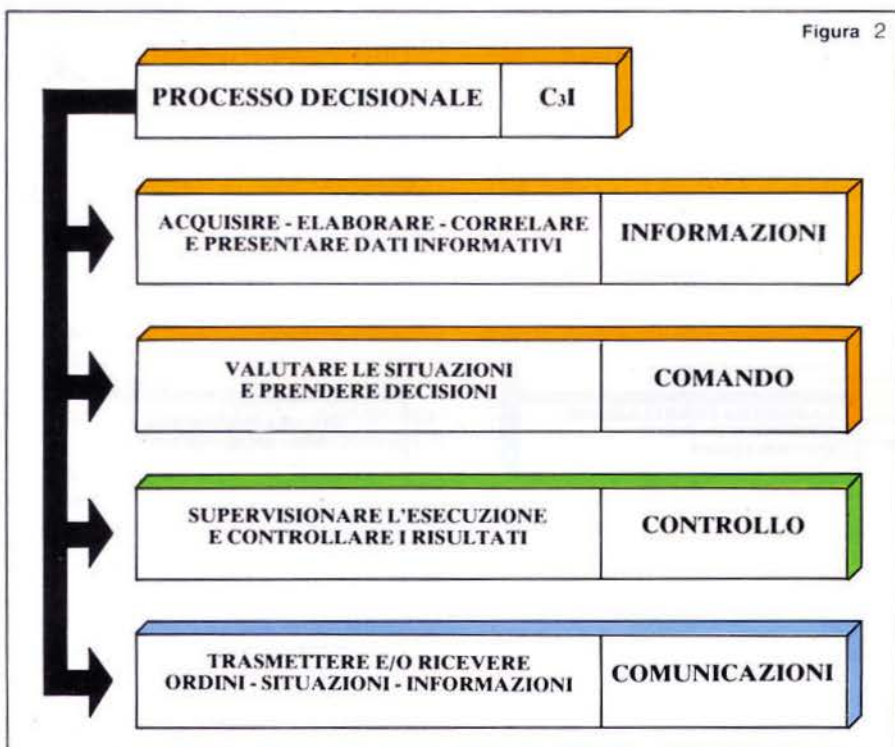 Figura 2
PROCESSO DECISIONALE C3I
ACQUISIRE - ELABORARE - CORRELARE
E PRESENTARE DATI INFORMATIVI
INFORMAZIONI
VALUTARE LE SITUAZIONI
E PRENDERE DECISIONI
COMANDO
SUPERVISIONARE L'ESECUZIONE
E CONTROLLARE I RISULTATI
CONTROLLO
TRASMETTERE E/O RICEVERE
ORDINI - SITUAZIONI - INFORMAZIONI
COMUNICAZIONI